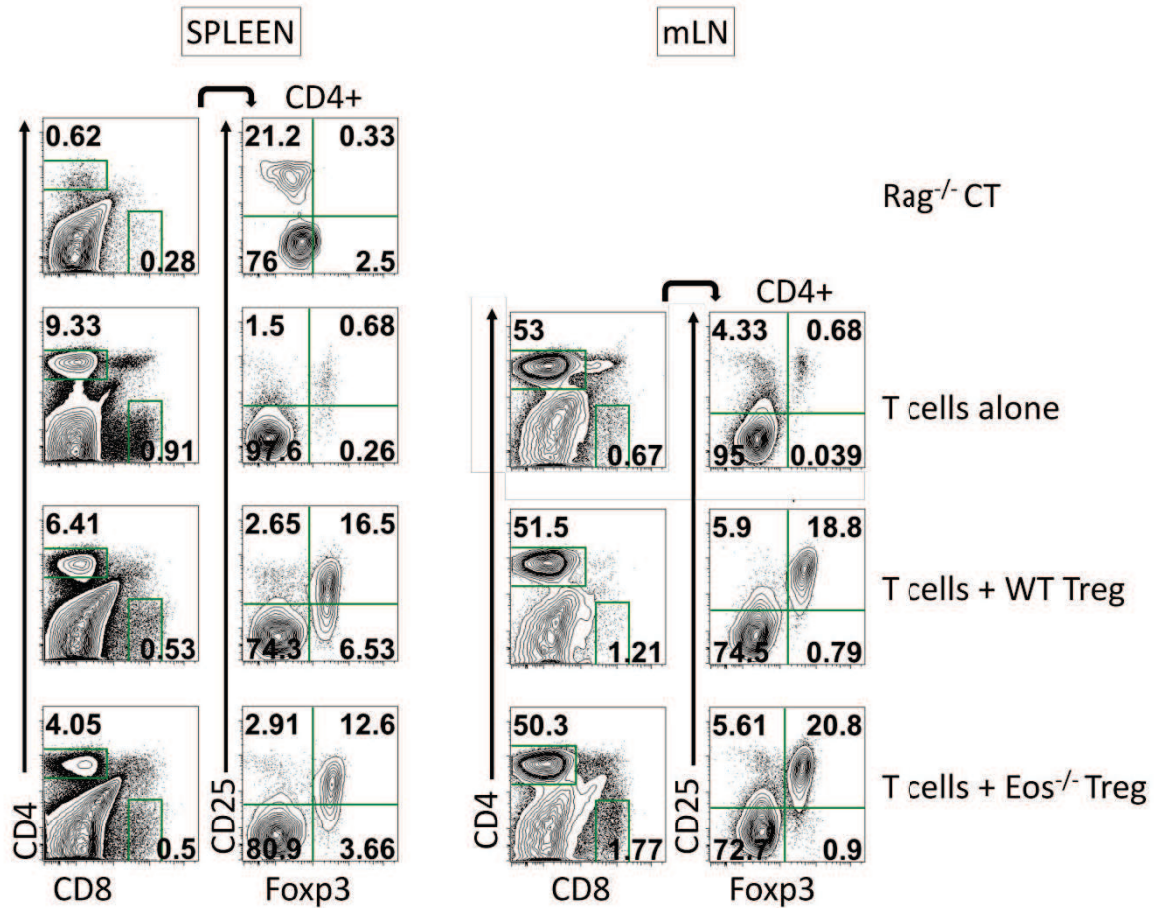 SPLEEN
mLN
CD4+
0.62
0.28
21.2 0.33
76 2.5
Rag-/- CT
CD4+
9.33
0.91
1.5 0.68
97.6 0.26
53
0.67
4.33 0.68
95 0.039
T cells alone
6.41
0.53
2.65 16.5
74.3 6.53
51.5
1.21
5.9 18.8
74.5 0.79
T cells + WT Treg
4.05
0.5
2.91 12.6
80.9 3.66
50.3
1.77
5.61 20.8
72.7 0.9
T cells + Eos-/- Treg
CD4
CD25
CD4
CD25
CD8
Foxp3
CD8
Foxp3